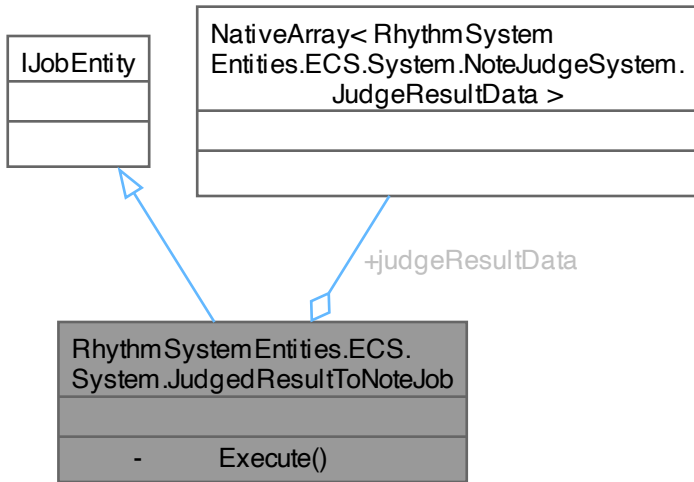 IJobEntity
NativeArray< RhythmSystem
Entities.ECS.System.NoteJudgeSystem.
JudgeResultData >
+judgeResultData
RhythmSystemEntities.ECS.
System.JudgedResultToNoteJob
- Execute()